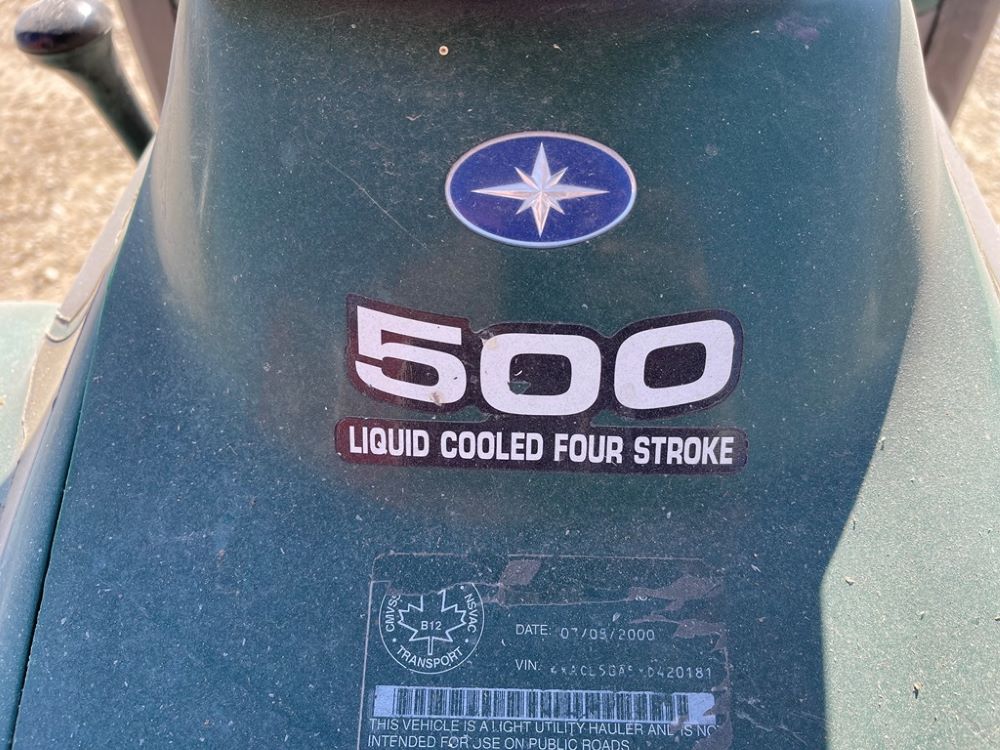 500
LIQUID COOLED FOUR STROKE
CMVSS NSVAC
B12
TRANSPORT
DATE: 07/05/2000
VIN:
THIS VEHICLE IS A LIGHT UTILITY HAULER AND IS NO
INTENDED FOR USE ON PUBLIC ROADS